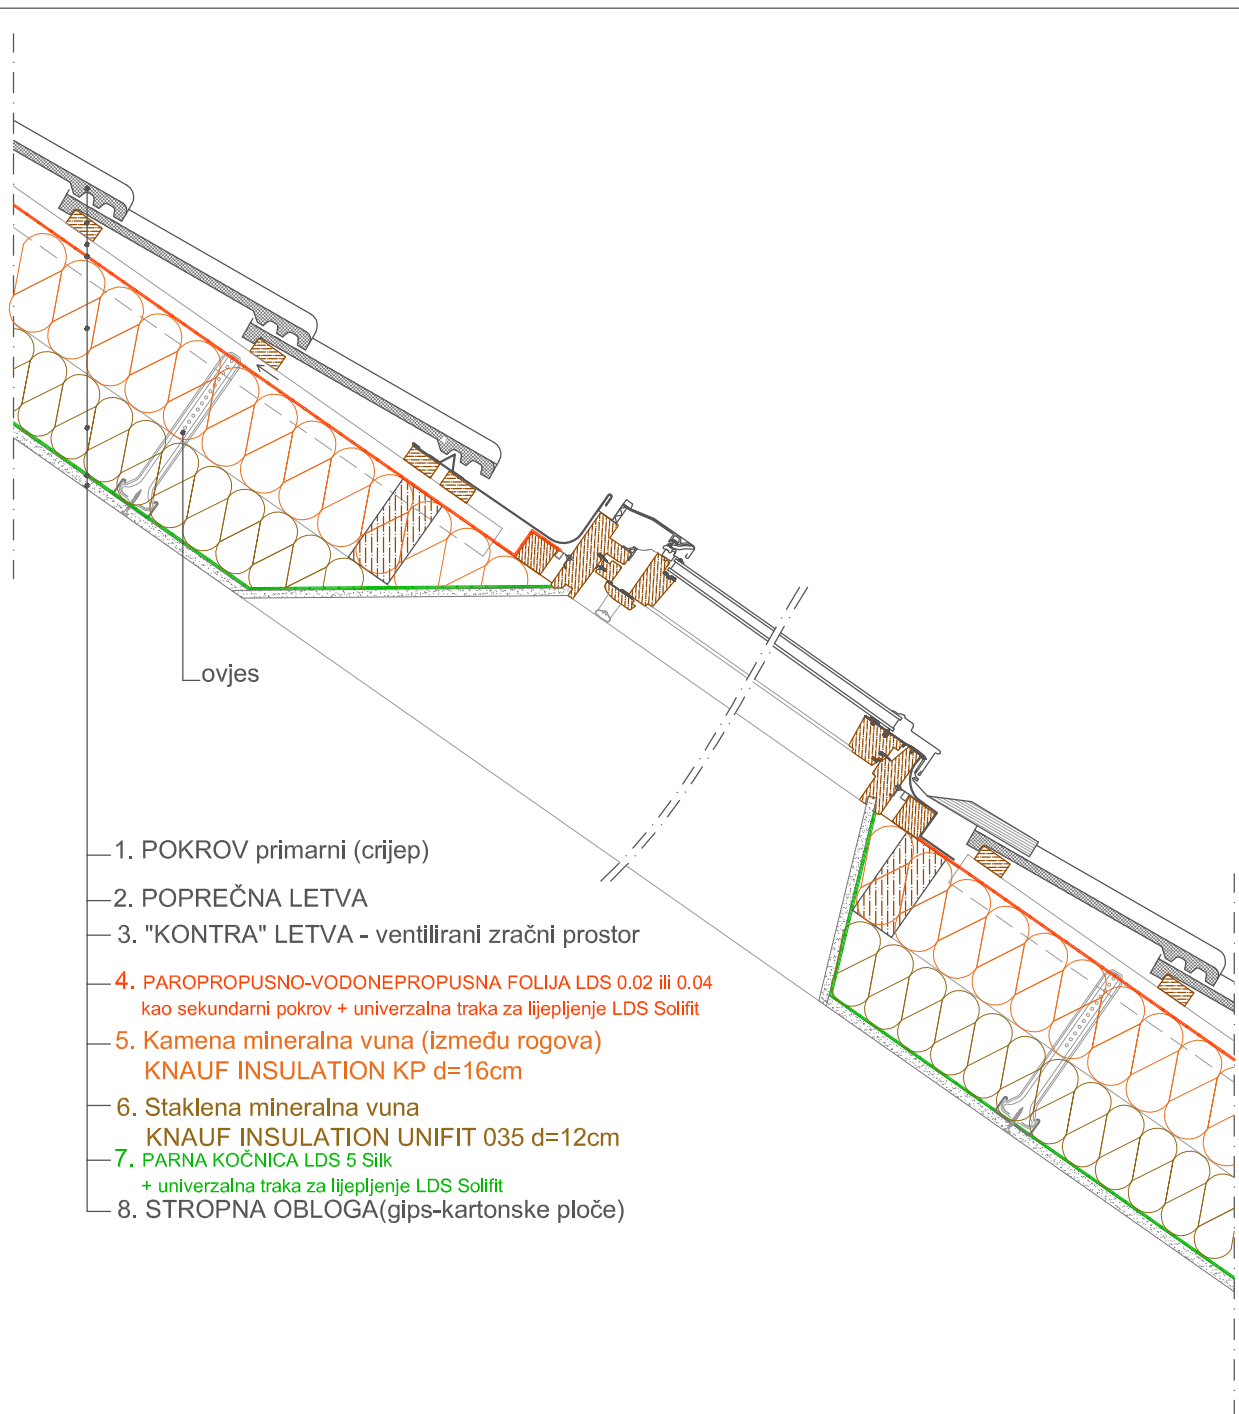 ovjes
1. POKROV primarni (crijep)
2. POPREČNA LETVA
3. "KONTRA" LETVA - ventilirani zračni prostor
4. PAROPROPUSNO-VODONEPROPUSNA FOLIJA LDS 0.02 ili 0.04
kao sekundarni pokrov + univerzalna traka za lijepljenje LDS Solifit
5. Kamena mineralna vuna (između rogova)
KNAUF INSULATION KP d=16cm
6. Staklena mineralna vuna
KNAUF INSULATION UNIFIT 035 d=12cm
7. PARNA KOČNICA LDS 5 Silk
+ univerzalna traka za lijepljenje LDS Solifit
8. STROPNA OBLOGA(gips-kartonske ploče)